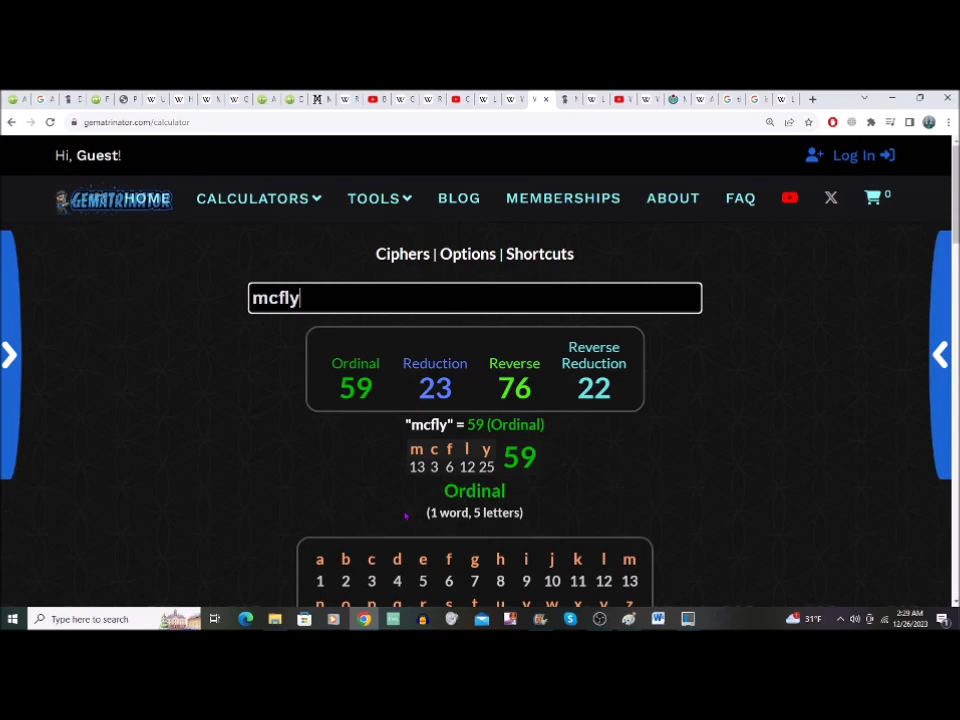 gematrinator.com/calculator
Hi, Guest!
Log In
GEMATRINATOR
HOME
CALCULATORS
TOOLS
BLOG
MEMBERSHIPS
ABOUT
FAQ
0
Ciphers | Options | Shortcuts
mcfly
Ordinal Reduction Reverse Reverse Reduction
59 23 76 22
"mcfly" = 59 (Ordinal)
m c f l y
13 3 6 12 25
59
Ordinal
(1 word, 5 letters)
a b c d e f g h i j k l m
1 2 3 4 5 6 7 8 9 10 11 12 13
n o p q r s t u v w x y z
Type here to search
31°F
2:29 AM
12/26/2023